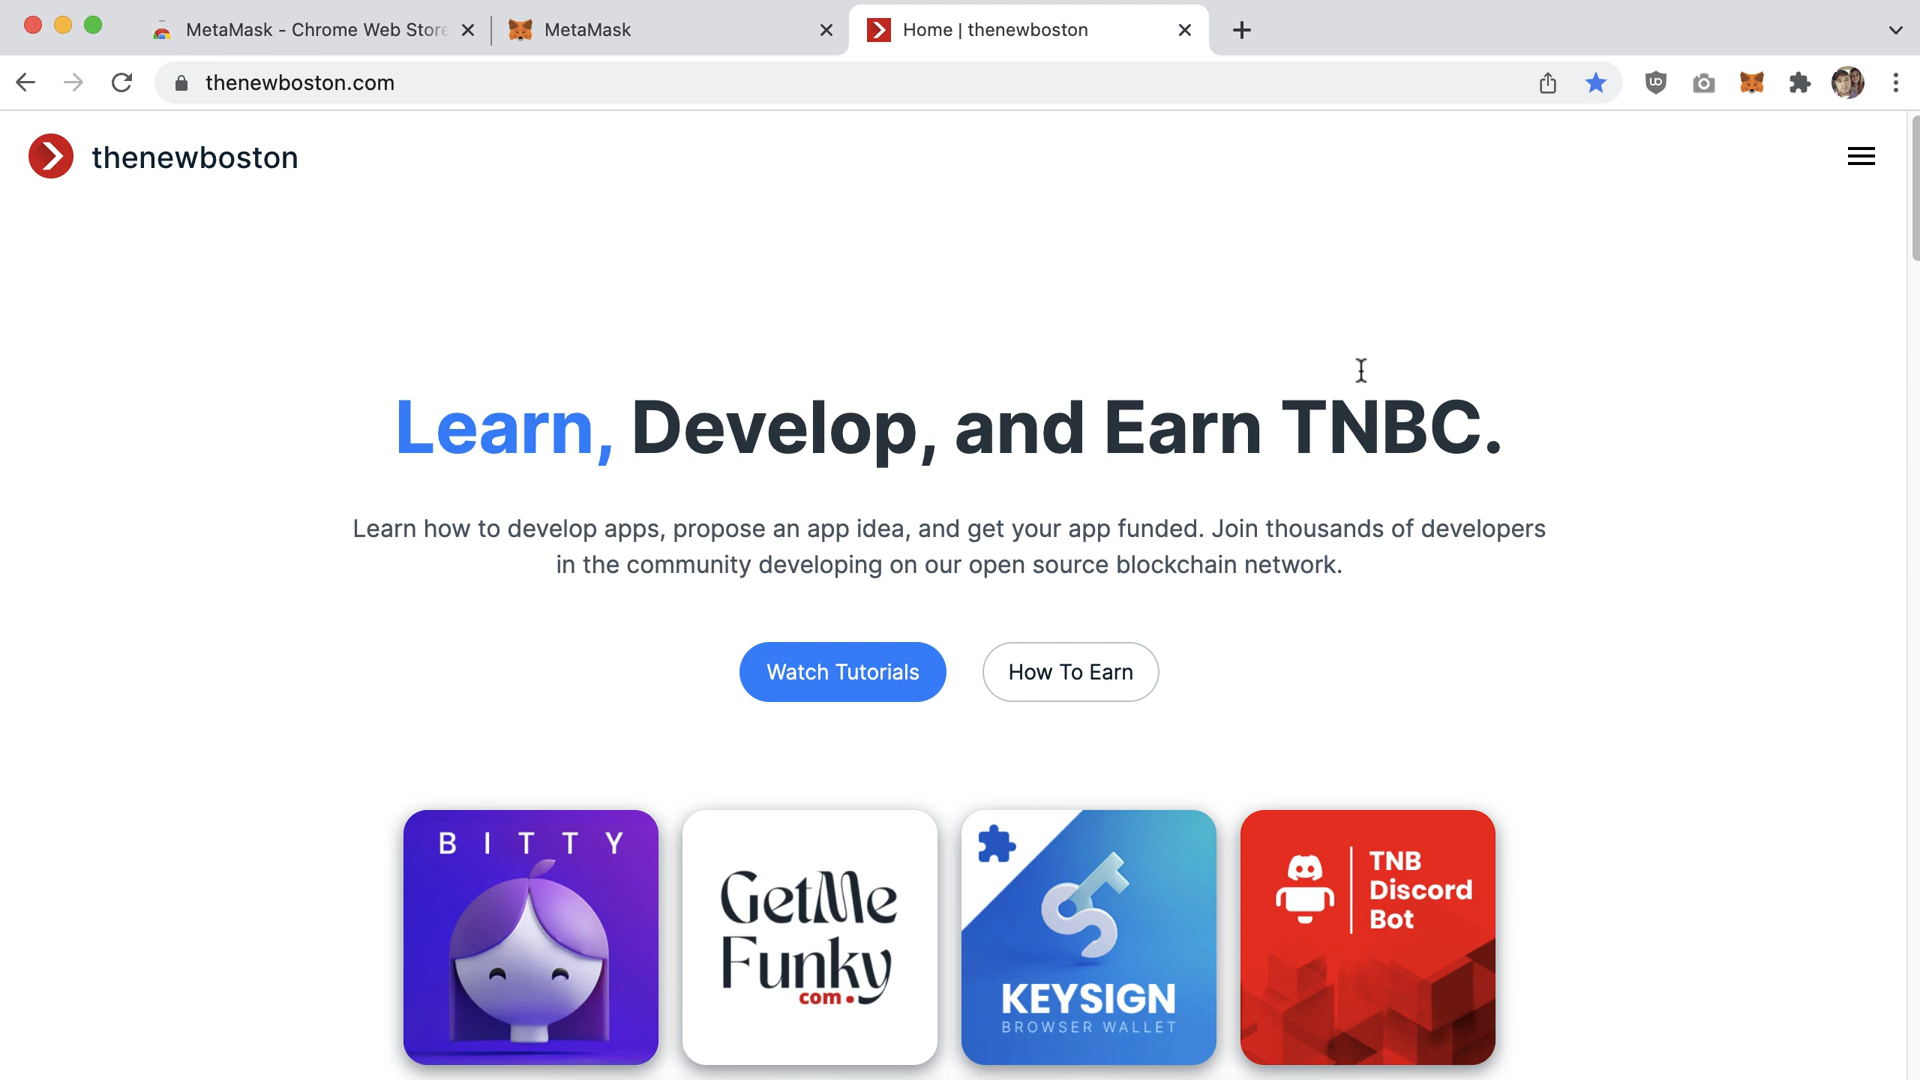 MetaMask - Chrome Web Store
MetaMask
Home | thenewboston
thenewboston.com
thenewboston
Learn, Develop, and Earn TNBC.
Learn how to develop apps, propose an app idea, and get your app funded. Join thousands of developers
in the community developing on our open source blockchain network.
Watch Tutorials
How To Earn
BITTY
GetMe
Funky
com.
KEYSIGN
BROWSER WALLET
TNB
Discord
Bot